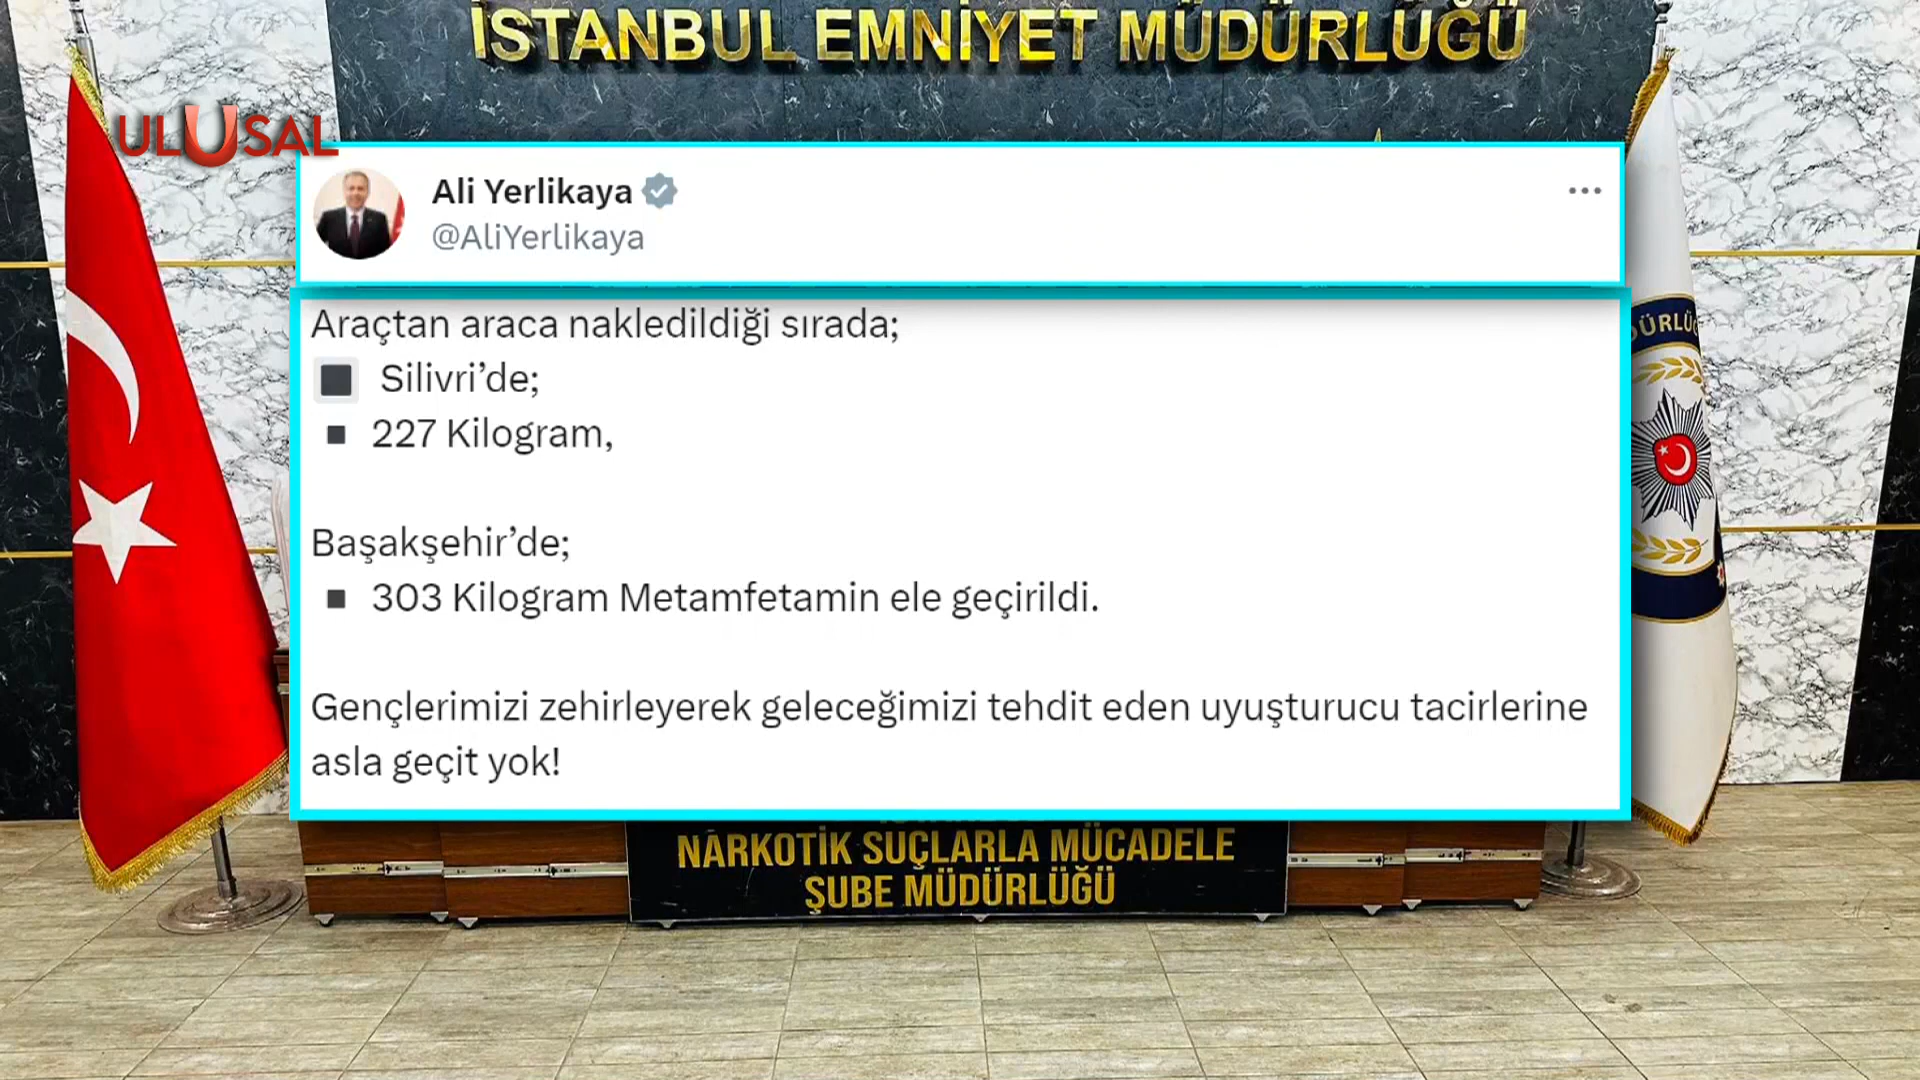 İSTANBUL EMNİYET MÜDÜRLÜĞÜ
ULUSAL
Ali Yerlikaya
@AliYerlikaya
Araçtan araca nakledildiği sırada;
Silivri’de;
▪ 227 Kilogram,
Başakşehir’de;
▪ 303 Kilogram Metamfetamin ele geçirildi.
Gençlerimizi zehirleyerek geleceğimizi tehdit eden uyuşturucu tacirlerine
asla geçit yok!
NARKOTİK SUÇLARLA MÜCADELE
ŞUBE MÜDÜRLÜĞÜ